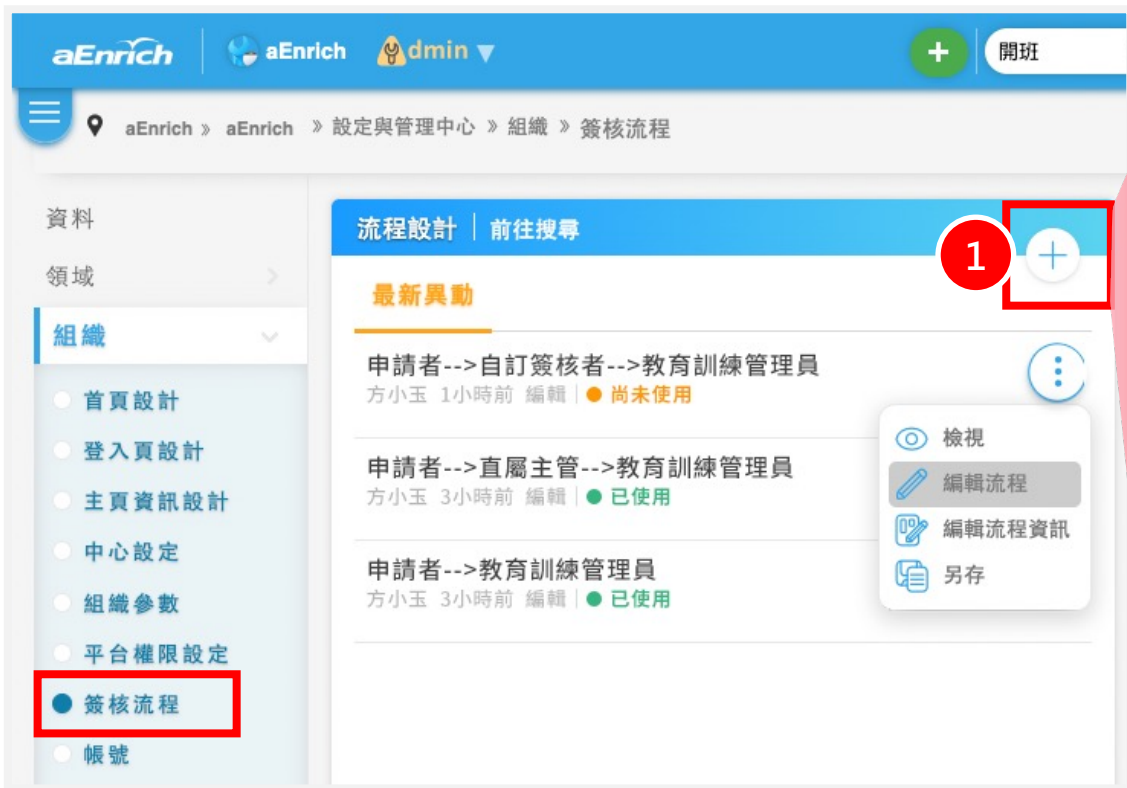 aEnrich aEnrich Admin ▼ + 開班
aEnrich » aEnrich » 設定與管理中心 » 組織 » 簽核流程
資料
領域
組織
首頁設計
登入頁設計
主頁資訊設計
中心設定
組織參數
平台權限設定
簽核流程
帳號
流程設計 | 前往搜尋
1
最新異動
申請者-->自訂簽核者-->教育訓練管理員
方小玉 1小時前 編輯 | ● 尚未使用
申請者-->直屬主管-->教育訓練管理員
方小玉 3小時前 編輯 | ● 已使用
申請者-->教育訓練管理員
方小玉 3小時前 編輯 | ● 已使用
檢視
編輯流程
編輯流程資訊
另存